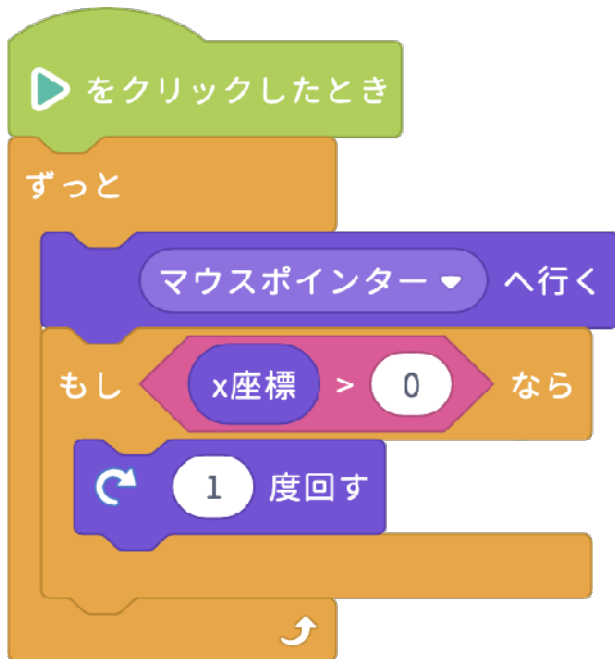 をクリックしたとき
ずっと
マウスポインター へ行く
もし x座標 > 0 なら
1 度回す